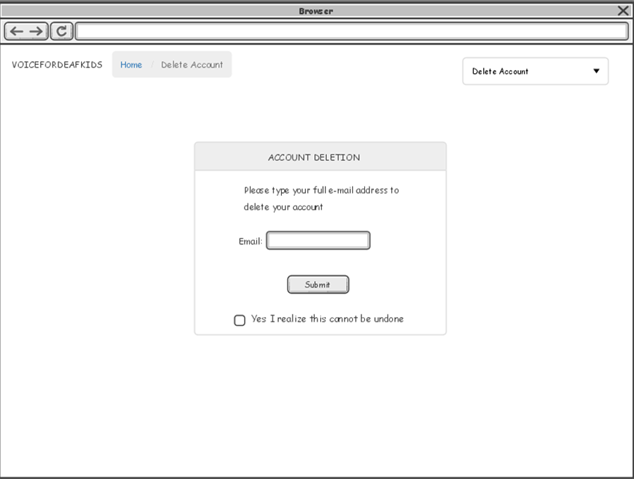 Browser
VOICEFORDEAFKIDS
Home / Delete Account
Delete Account
ACCOUNT DELETION
Please type your full e-mail address to
delete your account
Email:
Submit
Yes I realize this cannot be undone